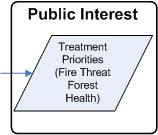 Public Interest
Treatment
Priorities
(Fire Threat
Forest
Health)